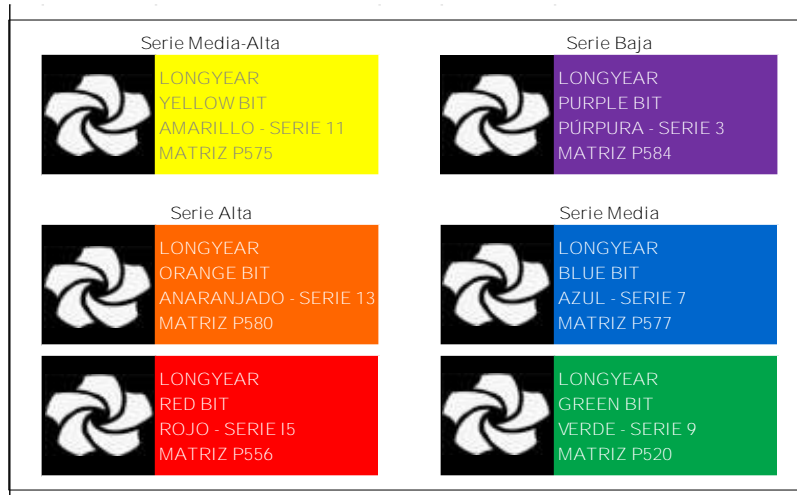 Serie Media-Alta
LONGYEAR
YELLOW BIT
AMARILLO - SERIE 11
MATRIZ P575
Serie Baja
LONGYEAR
PURPLE BIT
PÚRPURA - SERIE 3
MATRIZ P584
Serie Alta
LONGYEAR
ORANGE BIT
ANARANJADO - SERIE 13
MATRIZ P580
LONGYEAR
RED BIT
ROJO - SERIE I5
MATRIZ P556
Serie Media
LONGYEAR
BLUE BIT
AZUL - SERIE 7
MATRIZ P577
LONGYEAR
GREEN BIT
VERDE - SERIE 9
MATRIZ P520